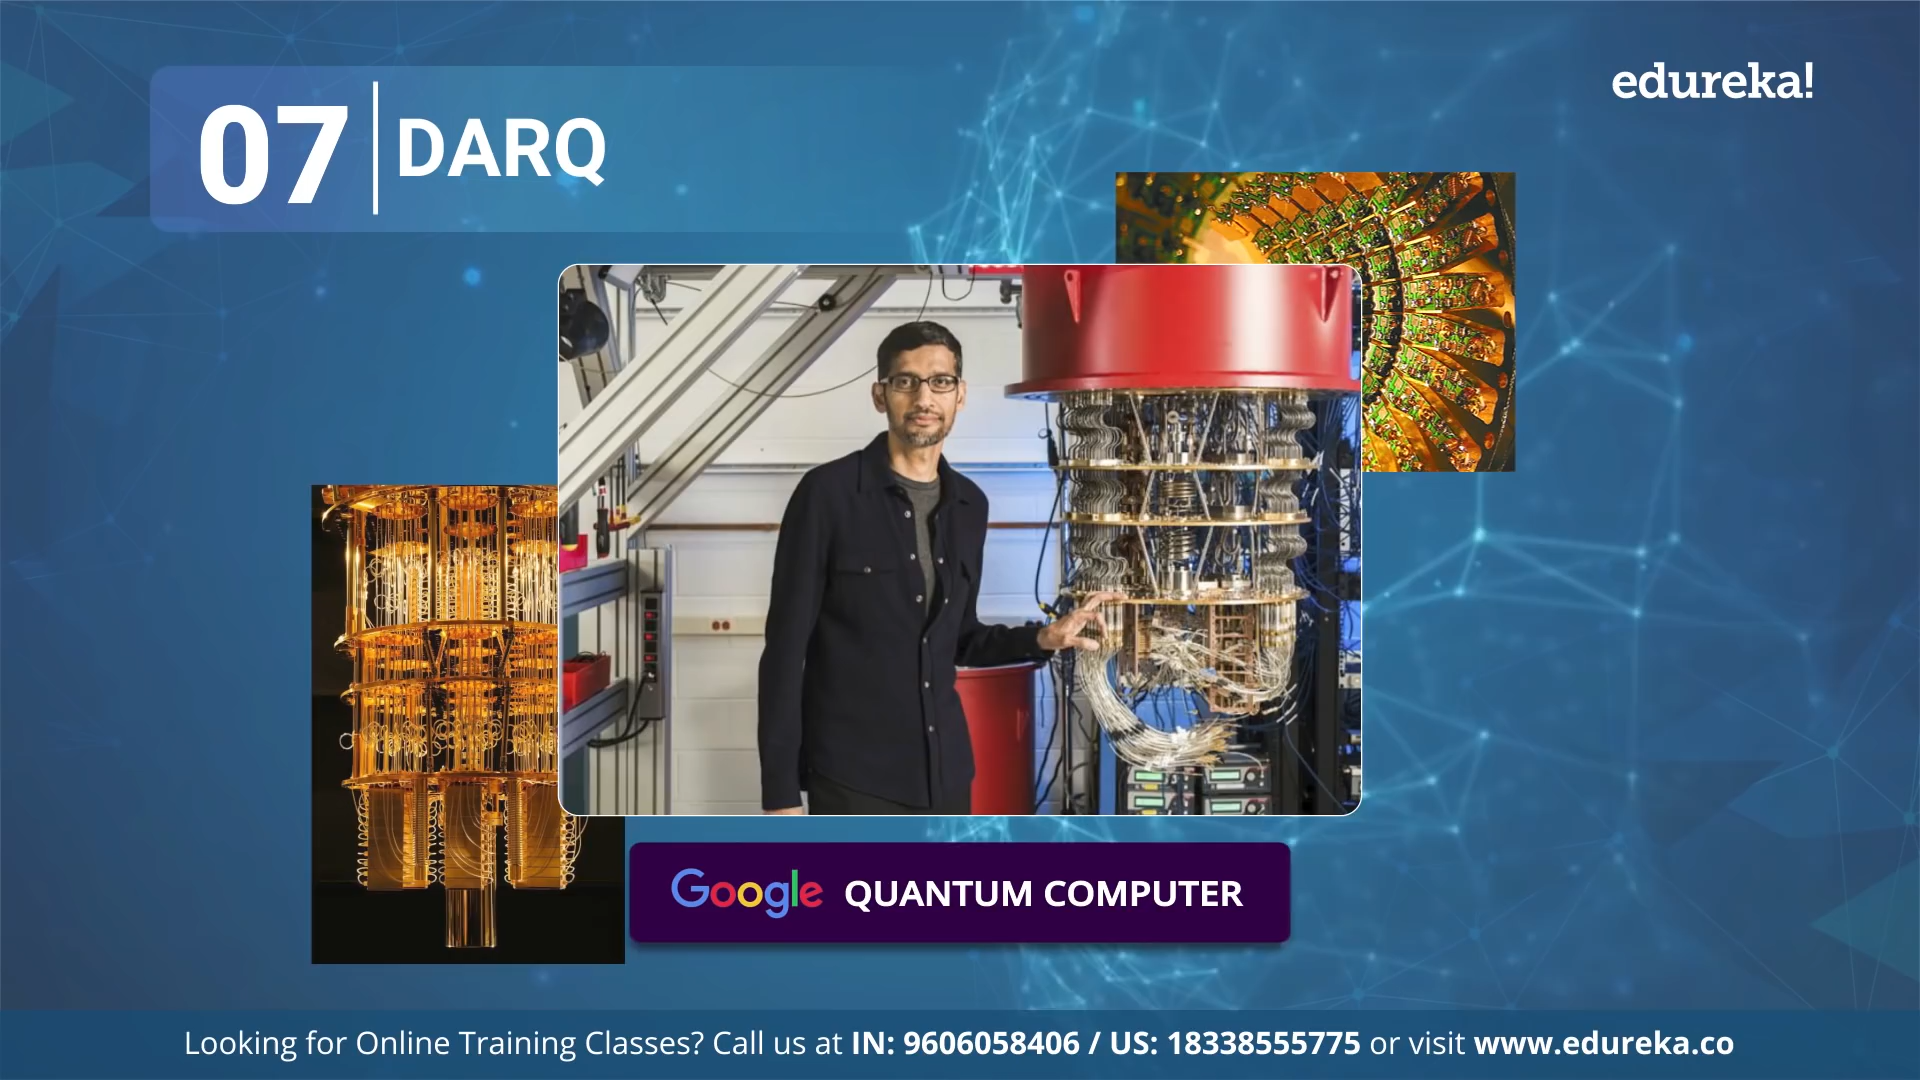 07 DARQ
edureka!
Google QUANTUM COMPUTER
Looking for Online Training Classes? Call us at IN: 9606058406 / US: 18338555775 or visit www.edureka.co